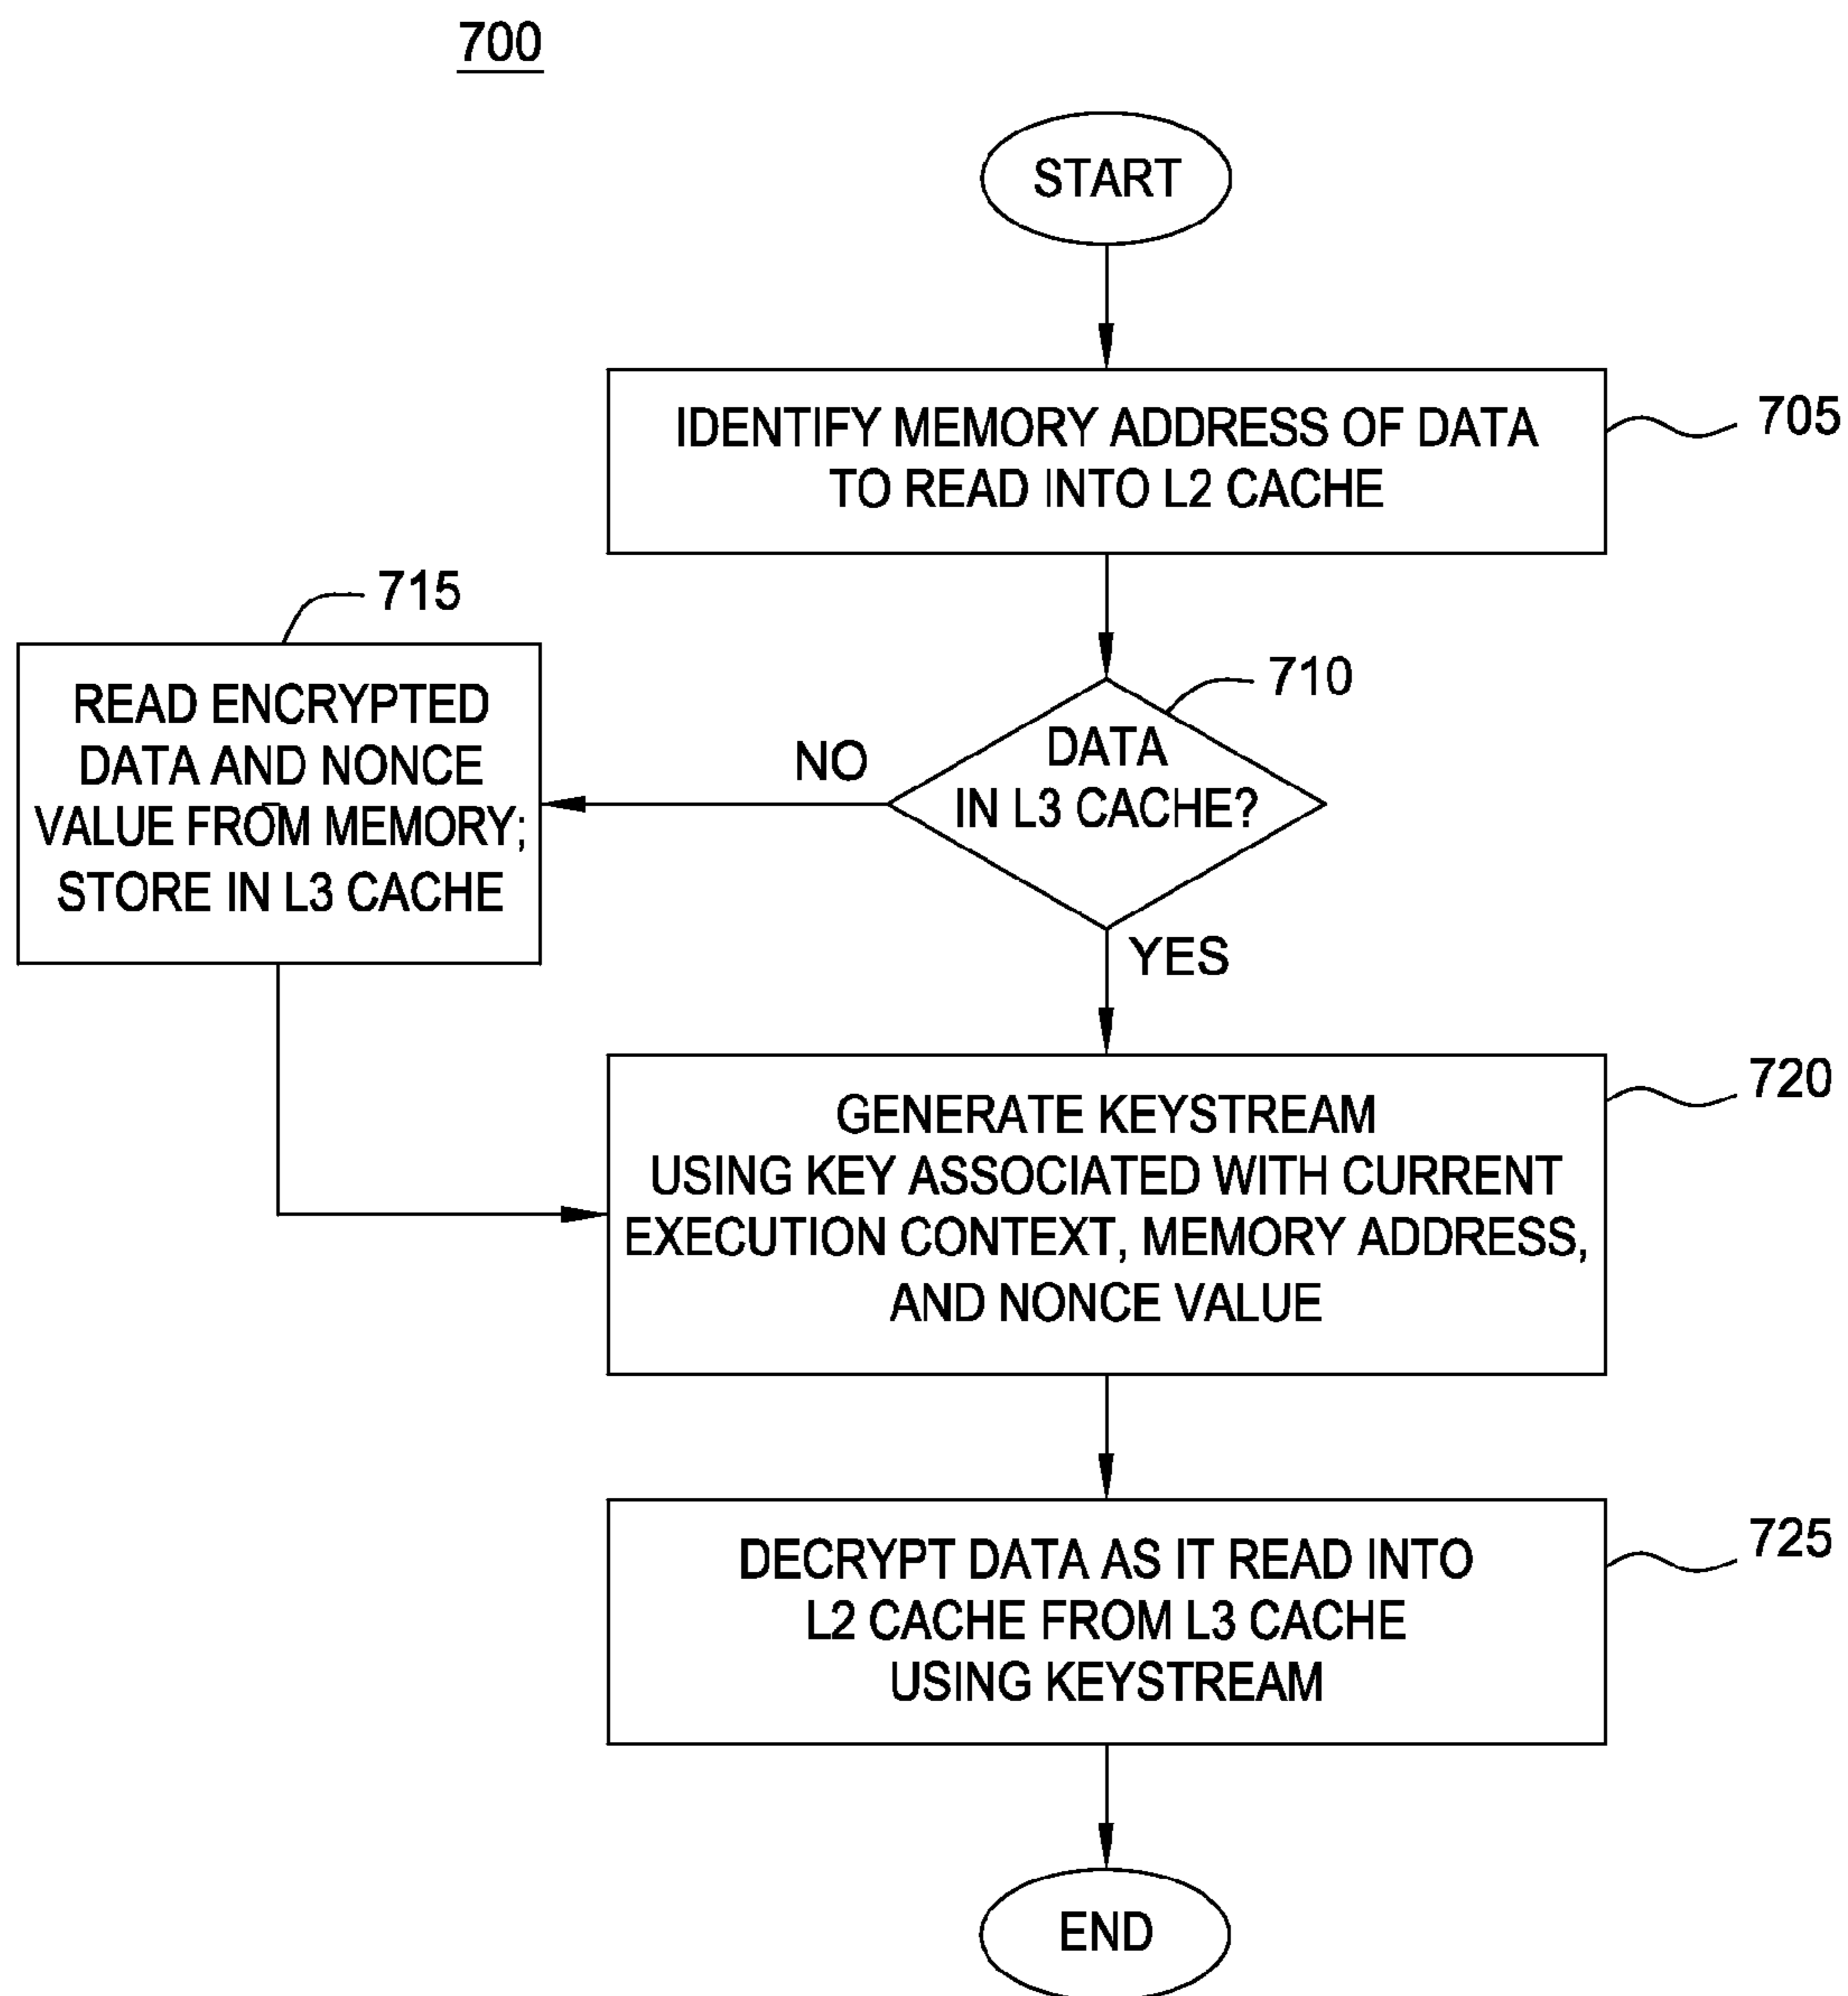 700
START
IDENTIFY MEMORY ADDRESS OF DATA
TO READ INTO L2 CACHE
705
710
DATA
IN L3 CACHE?
NO
YES
715
READ ENCRYPTED
DATA AND NONCE
VALUE FROM MEMORY;
STORE IN L3 CACHE
720
GENERATE KEYSTREAM
USING KEY ASSOCIATED WITH CURRENT
EXECUTION CONTEXT, MEMORY ADDRESS,
AND NONCE VALUE
725
DECRYPT DATA AS IT READ INTO
L2 CACHE FROM L3 CACHE
USING KEYSTREAM
END